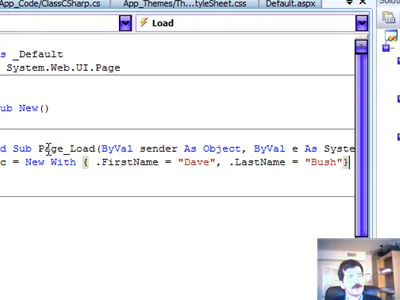 App_Code/ClassCSharp.cs App_Themes/Th...tyleSheet.css Default.aspx
Load
s _Default
System.Web.UI.Page
ub New()
d Sub Page_Load(ByVal sender As Object, ByVal e As Syste
c = New With { .FirstName = "Dave", .LastName = "Bush"}
Solutio